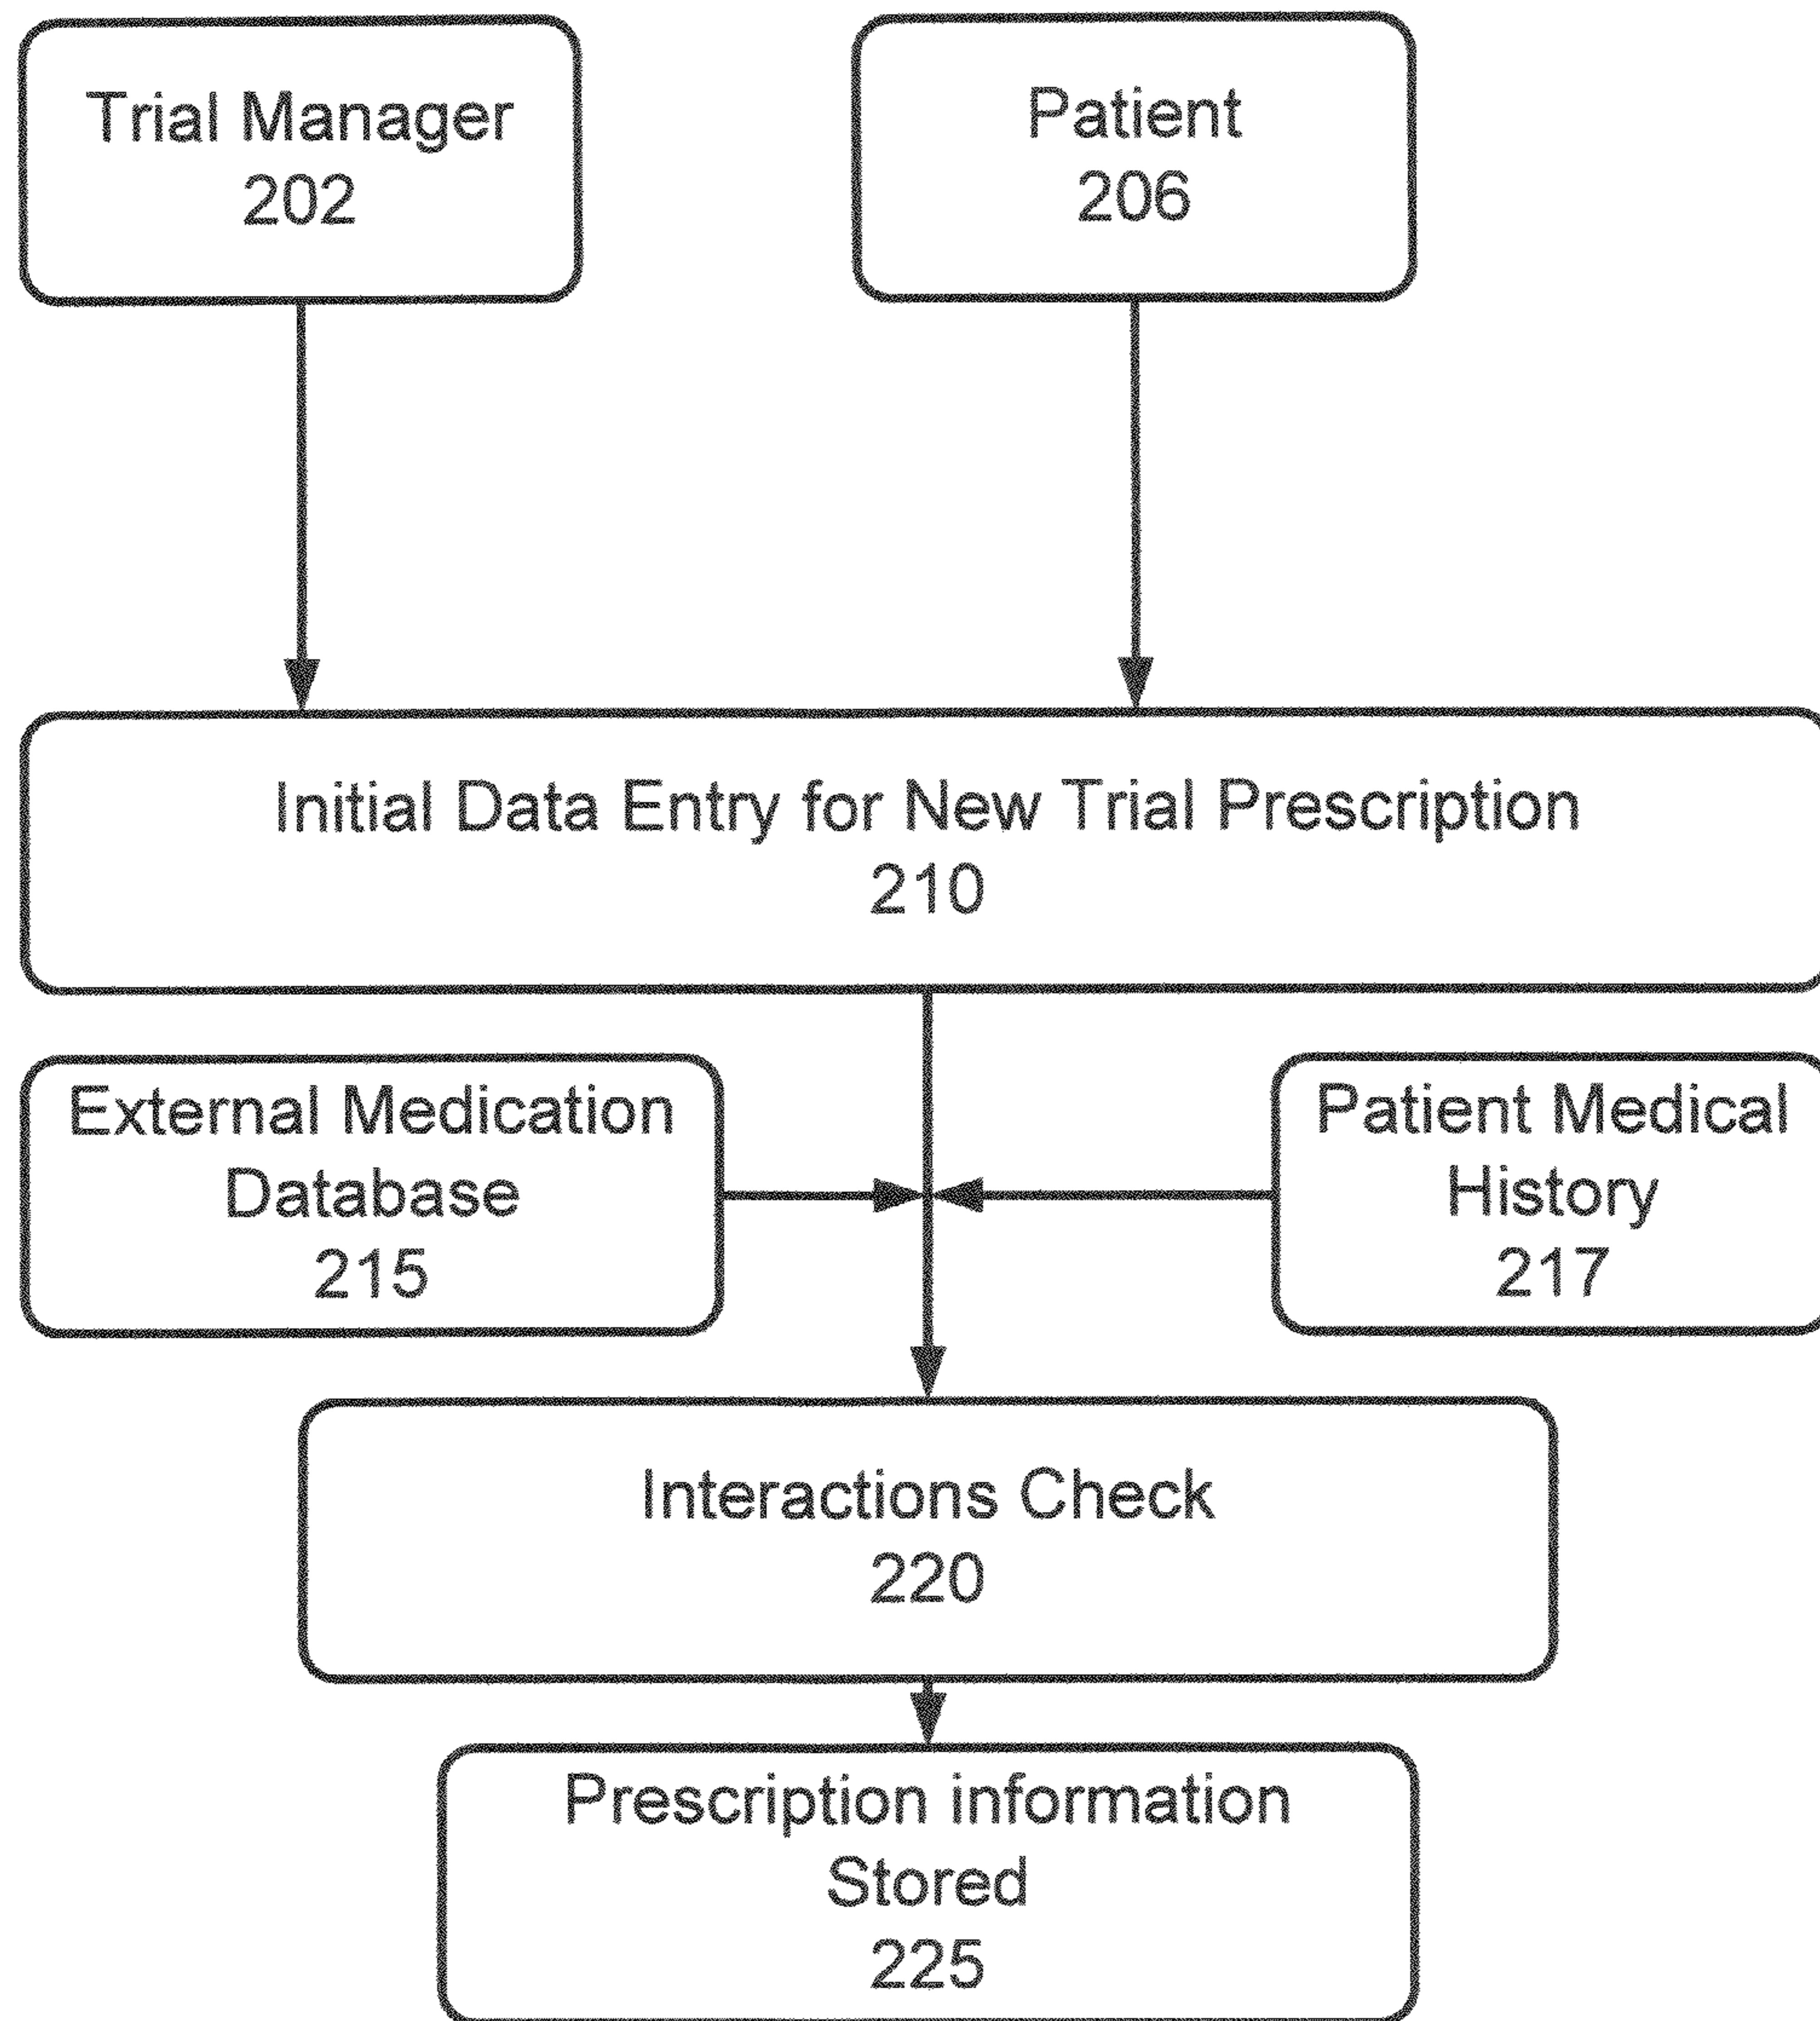 Trial Manager
202
Patient
206
Initial Data Entry for New Trial Prescription
210
External Medication
Database
215
Patient Medical
History
217
Interactions Check
220
Prescription information
Stored
225